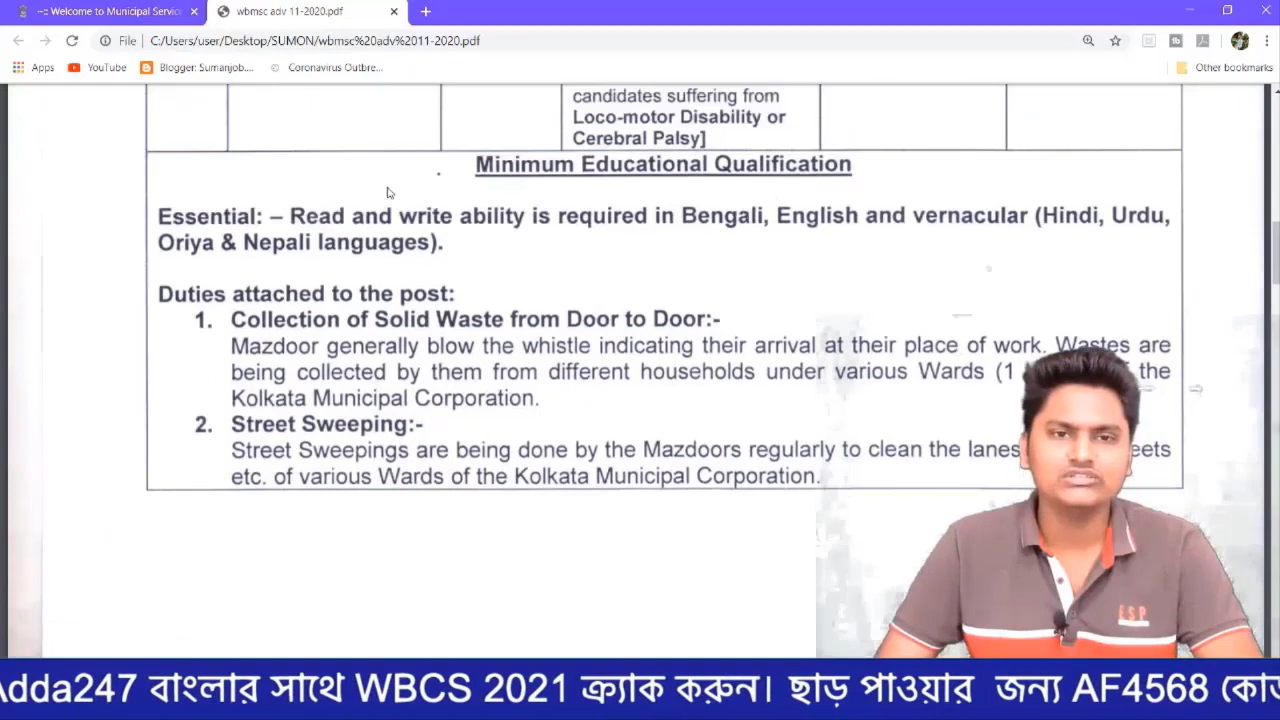 -:: Welcome to Municipal Service
wbmsc adv 11-2020.pdf
File
C:/Users/user/Desktop/SUMON/wbmsc%20adv%2011-2020.pdf
Apps
YouTube
Blogger: Sumanjob....
Coronavirus Outbre...
Other bookmarks
candidates suffering from
Loco-motor Disability or
Cerebral Palsy]
Minimum Educational Qualification
Essential: – Read and write ability is required in Bengali, English and vernacular (Hindi, Urdu,
Oriya & Nepali languages).
Duties attached to the post:
1. Collection of Solid Waste from Door to Door:-
Mazdoor generally blow the whistle indicating their arrival at their place of work. Wastes are
being collected by them from different households under various Wards (1 the
Kolkata Municipal Corporation.
2. Street Sweeping:-
Street Sweepings are being done by the Mazdoors regularly to clean the lanes eets
etc. of various Wards of the Kolkata Municipal Corporation.
ESP
Adda247 বাংলার সাথে WBCS 2021 ক্র্যাক করুন। ছাড় পাওয়ার জন্য AF4568 কোড